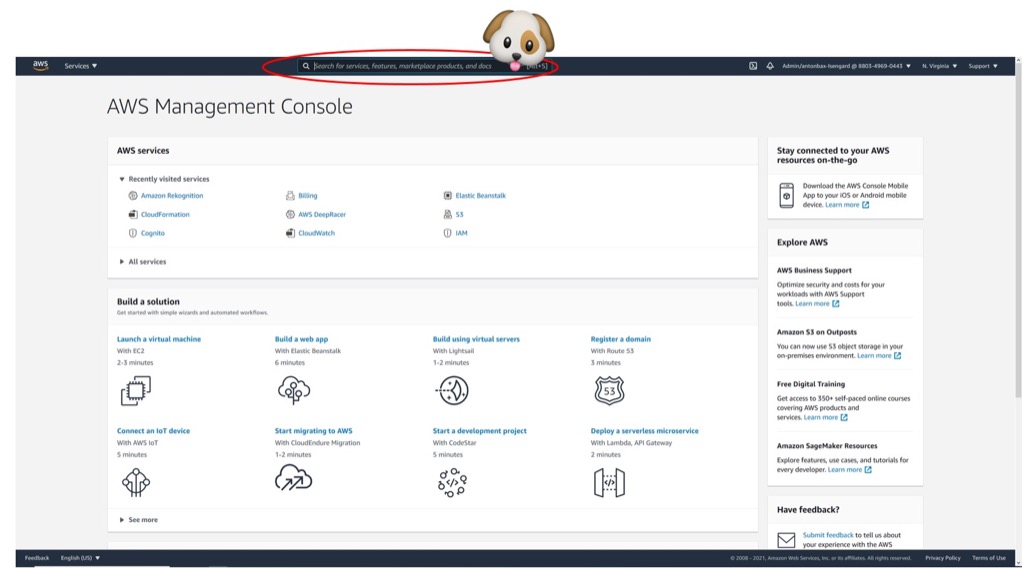 aws
Services
Search for services, features, marketplace products, and docs
[Alt+S]
Admin/antonbax-Isengard @ 8803-4969-0443
N. Virginia
Support
AWS Management Console
AWS services
Recently visited services
Amazon Rekognition
Billing
Elastic Beanstalk
CloudFormation
AWS DeepRacer
S3
Cognito
CloudWatch
IAM
All services
Build a solution
Get started with simple wizards and automated workflows.
Launch a virtual machine
With EC2
2-3 minutes
Build a web app
With Elastic Beanstalk
6 minutes
Build using virtual servers
With Lightsail
1-2 minutes
Register a domain
With Route 53
3 minutes
53
Connect an IoT device
With AWS IoT
5 minutes
Start migrating to AWS
With CloudEndure Migration
1-2 minutes
Start a development project
With CodeStar
5 minutes
</>
Deploy a serverless microservice
With Lambda, API Gateway
2 minutes
</>
See more
Stay connected to your AWS
resources on-the-go
Download the AWS Console Mobile
App to your iOS or Android mobile
device. Learn more
Explore AWS
AWS Business Support
Optimize security and costs for your
workloads with AWS Support
tools. Learn more
Amazon S3 on Outposts
You can now use S3 object storage in your
on-premises environment. Learn more
Free Digital Training
Get access to 350+ self-paced online courses
covering AWS products and
services. Learn more
Amazon SageMaker Resources
Explore features, use cases, and tutorials for
every developer. Learn more
Have feedback?
Submit feedback to tell us about
your experience with the AWS
Feedback
English (US)
© 2008 - 2021, Amazon Web Services, Inc. or its affiliates. All rights reserved.
Privacy Policy
Terms of Use